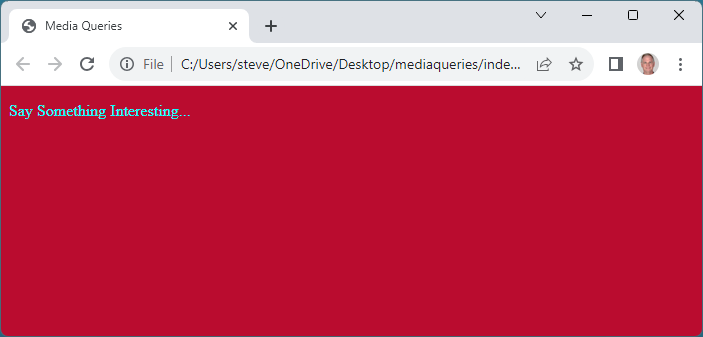 Media Queries
File
C:/Users/steve/OneDrive/Desktop/mediaqueries/inde...
Say Something Interesting...